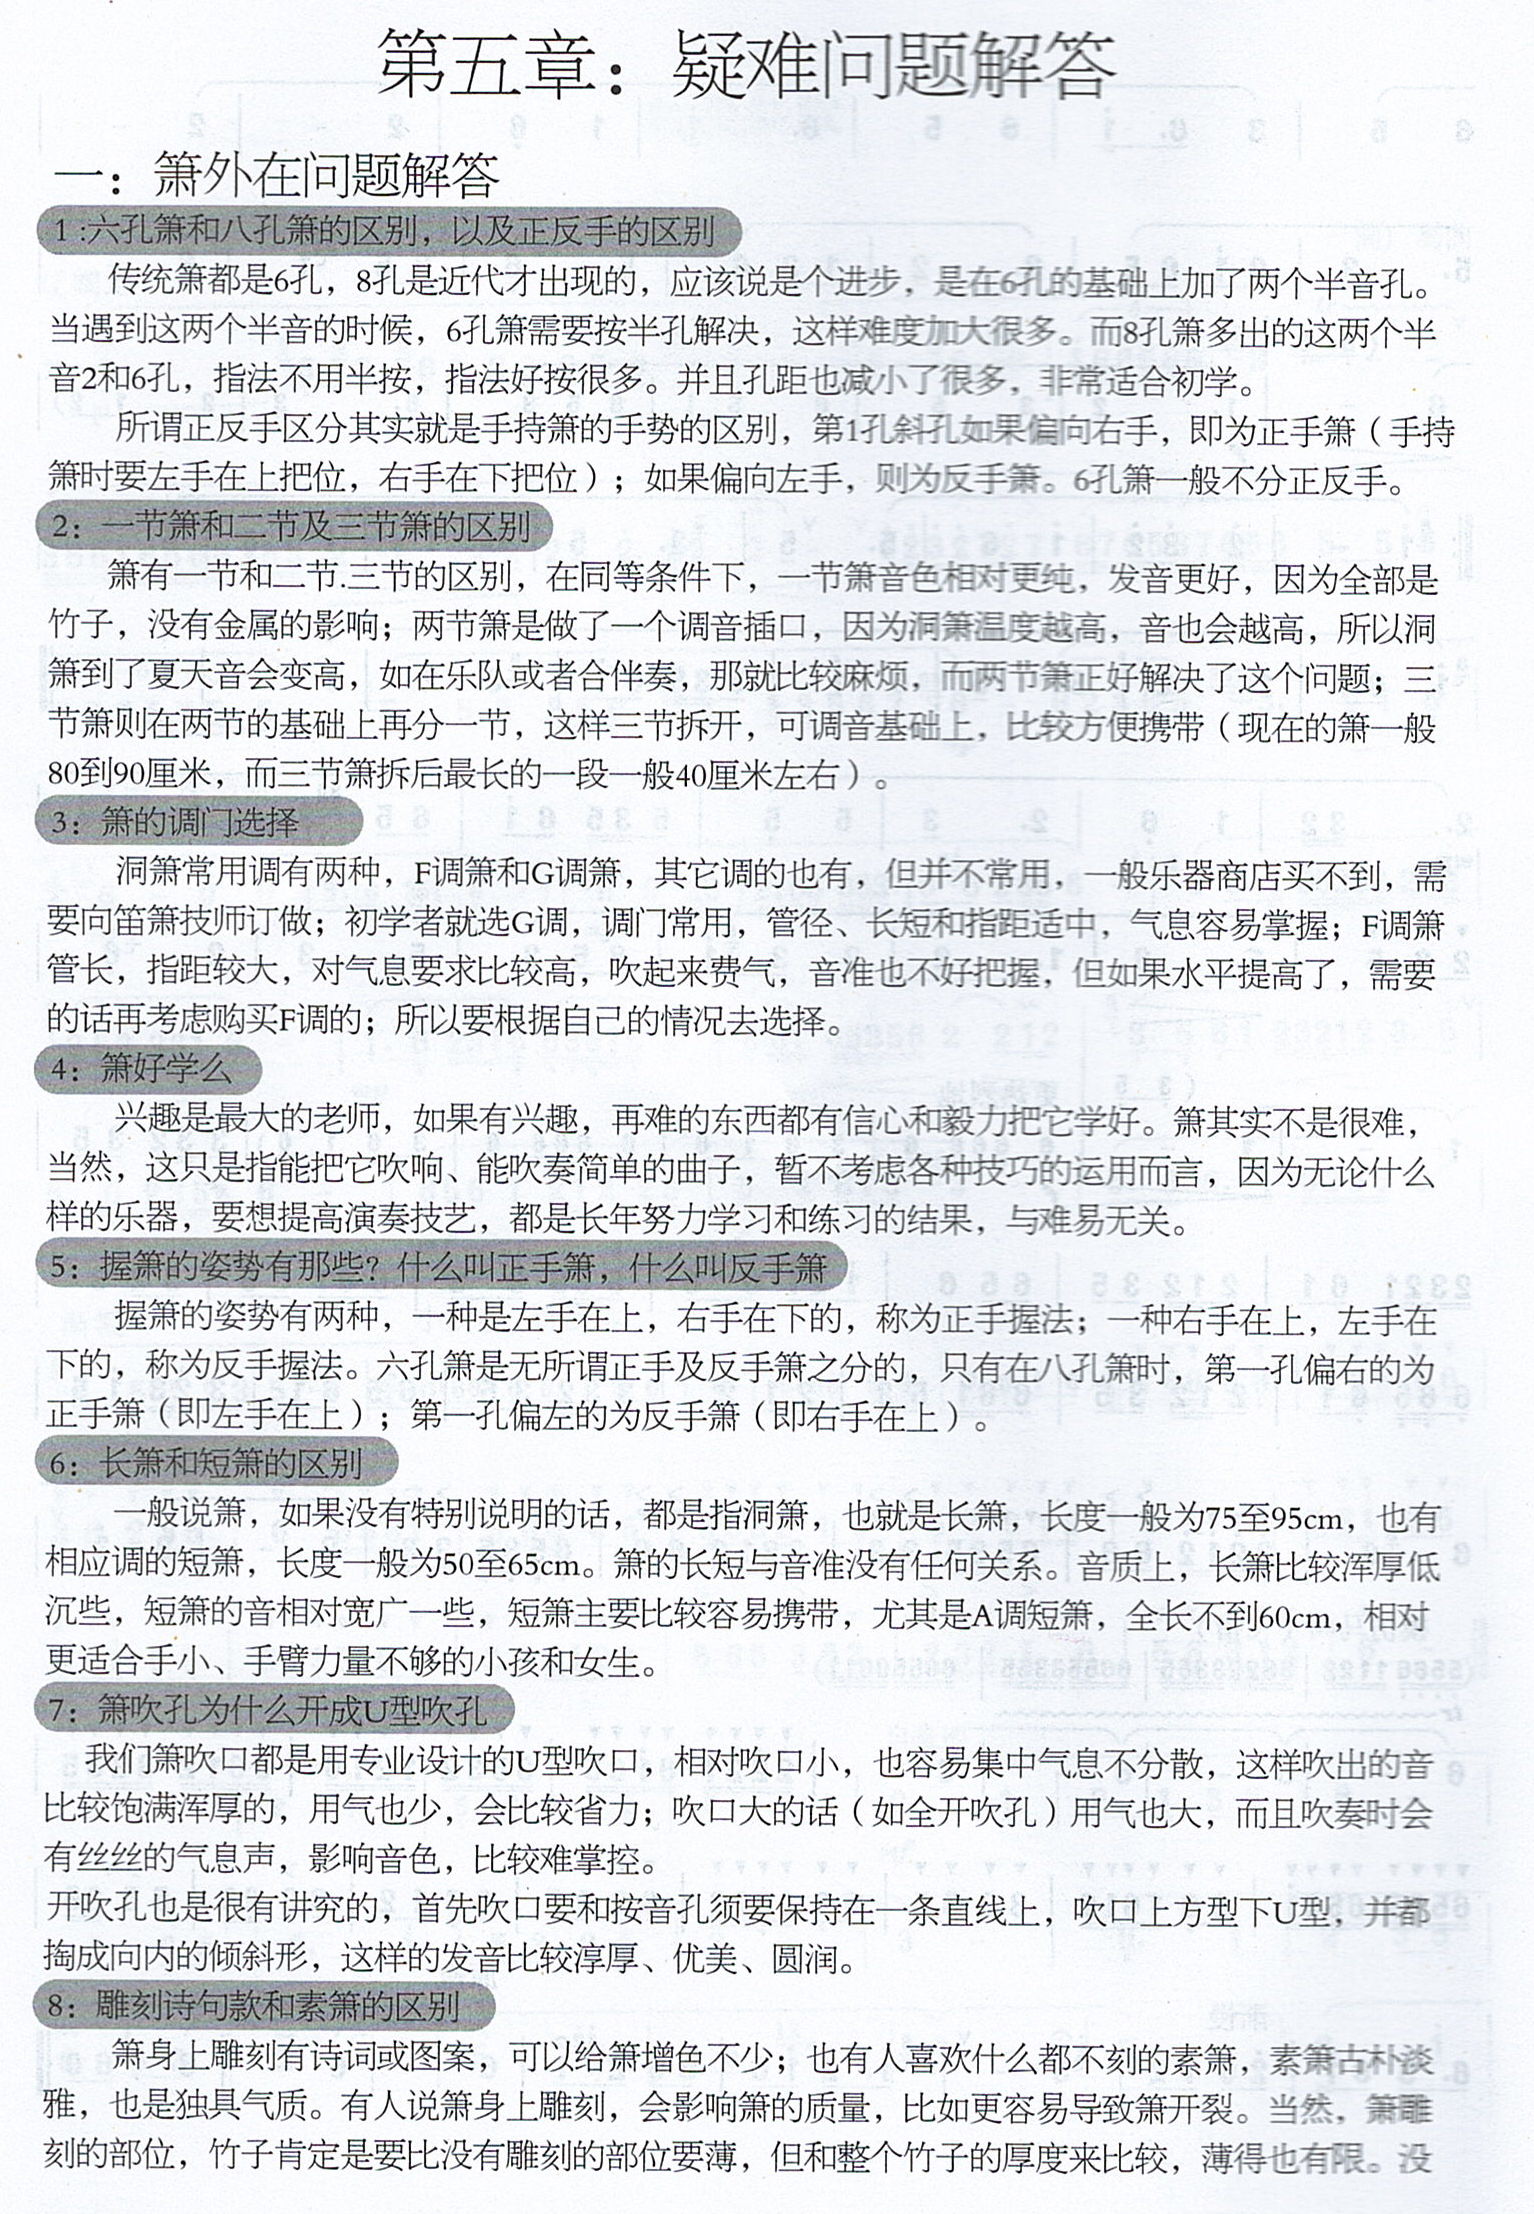 第五章：疑难问题解答
一：箫外在问题解答
1:六孔箫和八孔箫的区别，以及正反手的区别
传统箫都是6孔，8孔是近代才出现的，应该说是个进步，是在6孔的基础上加了两个半音孔。
当遇到这两个半音的时候，6孔箫需要按半孔解决，这样难度加大很多。而8孔箫多出的这两个半
音2和6孔，指法不用半按，指法好按很多。并且孔距也减小了很多，非常适合初学。
所谓正反手区分其实就是手持箫的手势的区别，第1孔斜孔如果偏向右手，即为正手箫（手持
箫时要左手在上把位，右手在下把位）；如果偏向左手，则为反手箫。6孔箫一般不分正反手。
2：一节箫和二节及三节箫的区别
箫有一节和二节.三节的区别，在同等条件下，一节箫音色相对更纯，发音更好，因为全部是
竹子，没有金属的影响；两节箫是做了一个调音插口，因为洞箫温度越高，音也会越高，所以洞
箫到了夏天音会变高，如在乐队或者合伴奏，那就比较麻烦，而两节箫正好解决了这个问题；三
节箫则在两节的基础上再分一节，这样三节拆开，可调音基础上，比较方便携带（现在的箫一般
80到90厘米，而三节箫拆后最长的一段一般40厘米左右）。
3：箫的调门选择
洞箫常用调有两种，F调箫和G调箫，其它调的也有，但并不常用，一般乐器商店买不到，需
要向笛箫技师订做；初学者就选G调，调门常用，管径、长短和指距适中，气息容易掌握；F调箫
管长，指距较大，对气息要求比较高，吹起来费气，音准也不好把握，但如果水平提高了，需要
的话再考虑购买F调的；所以要根据自己的情况去选择。
4：箫好学么
兴趣是最大的老师，如果有兴趣，再难的东西都有信心和毅力把它学好。箫其实不是很难，
当然，这只是指能把它吹响、能吹奏简单的曲子，暂不考虑各种技巧的运用而言，因为无论什么
样的乐器，要想提高演奏技艺，都是长年努力学习和练习的结果，与难易无关。
5：握箫的姿势有那些？什么叫正手箫，什么叫反手箫
握箫的姿势有两种，一种是左手在上，右手在下的，称为正手握法；一种右手在上，左手在
下的，称为反手握法。六孔箫是无所谓正手及反手箫之分的，只有在八孔箫时，第一孔偏右的为
正手箫（即左手在上）；第一孔偏左的为反手箫（即右手在上）。
6：长箫和短箫的区别
一般说箫，如果没有特别说明的话，都是指洞箫，也就是长箫，长度一般为75至95cm，也有
相应调的短箫，长度一般为50至65cm。箫的长短与音准没有任何关系。音质上，长箫比较浑厚低
沉些，短箫的音相对宽广一些，短箫主要比较容易携带，尤其是A调短箫，全长不到60cm，相对
更适合手小、手臂力量不够的小孩和女生。
7：箫吹孔为什么开成U型吹孔
我们箫吹口都是用专业设计的U型吹口，相对吹口小，也容易集中气息不分散，这样吹出的音
比较饱满浑厚的，用气也少，会比较省力；吹口大的话（如全开吹孔）用气也大，而且吹奏时会
有丝丝的气息声，影响音色，比较难掌控。
开吹孔也是很有讲究的，首先吹口要和按音孔须要保持在一条直线上，吹口上方型下U型，并都
掏成向内的倾斜形，这样的发音比较淳厚、优美、圆润。
8：雕刻诗句款和素箫的区别
箫身上雕刻有诗词或图案，可以给箫增色不少；也有人喜欢什么都不刻的素箫，素箫古朴淡
雅，也是独具气质。有人说箫身上雕刻，会影响箫的质量，比如更容易导致箫开裂。当然，箫雕
刻的部位，竹子肯定是要比没有雕刻的部位要薄，但和整个竹子的厚度来比较，薄得也有限。没